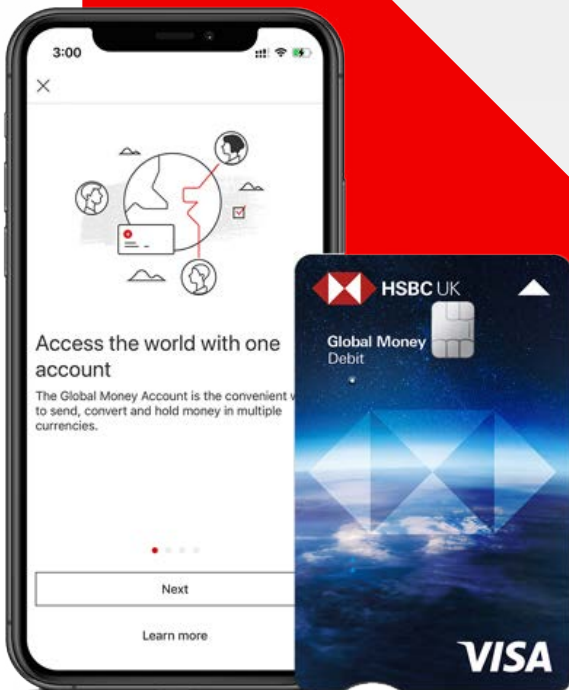 3:00
Access the world with one
account
The Global Money Account is the convenient
to send, convert and hold money in multiple
currencies.
Next
Learn more
HSBC UK
Global Money
Debit
VISA